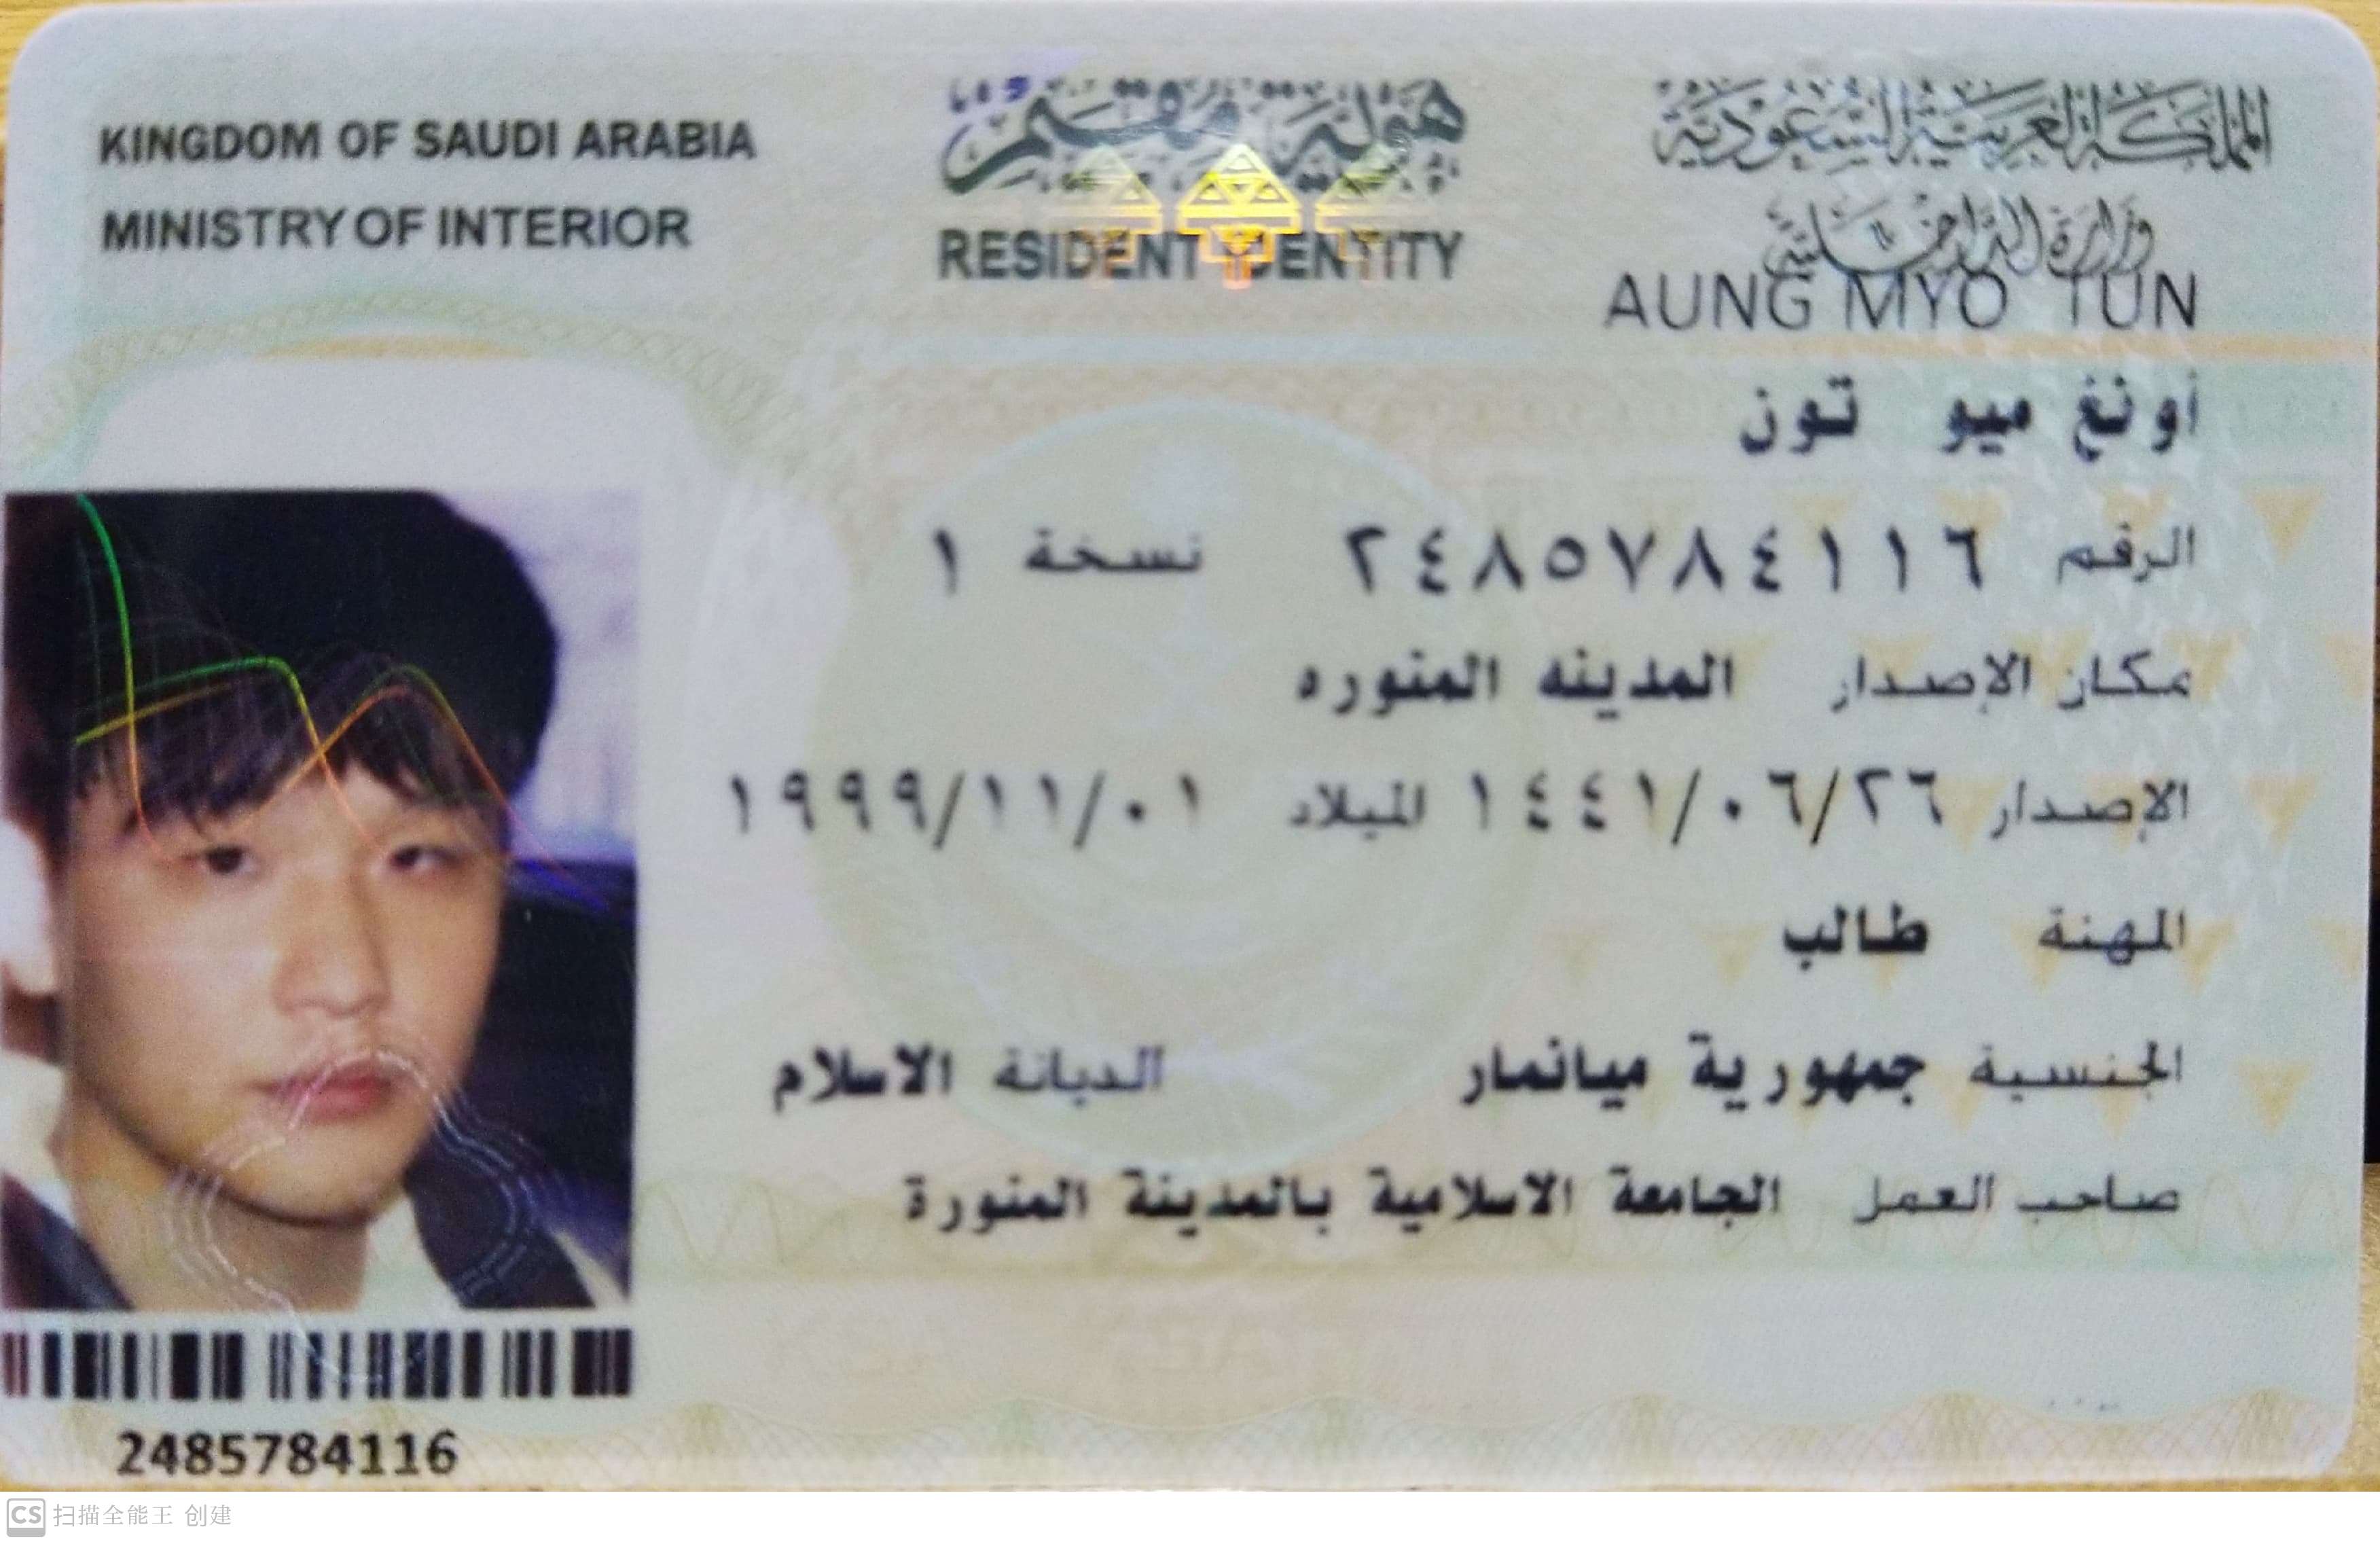 KINGDOM OF SAUDI ARABIA
MINISTRY OF INTERIOR
هوية مقيم
RESIDENT IDENTITY
المملكة العربية السعودية
وزارة الداخلية
AUNG MYO TUN
أونغ ميو تون
الرقم ٢٤٨٥٧٨٤١١٦ نسخة ١
مكان الإصدار المدينه المنوره
الإصدار ١٤٤١/٠٦/٢٦ الميلاد ١٩٩٩/١١/٠١
المهنة طالب
الجنسية جمهورية ميانمار الديانة الاسلام
صاحب العمل الجامعة الاسلامية بالمدينة المنورة
2485784116
CS 扫描全能王 创建